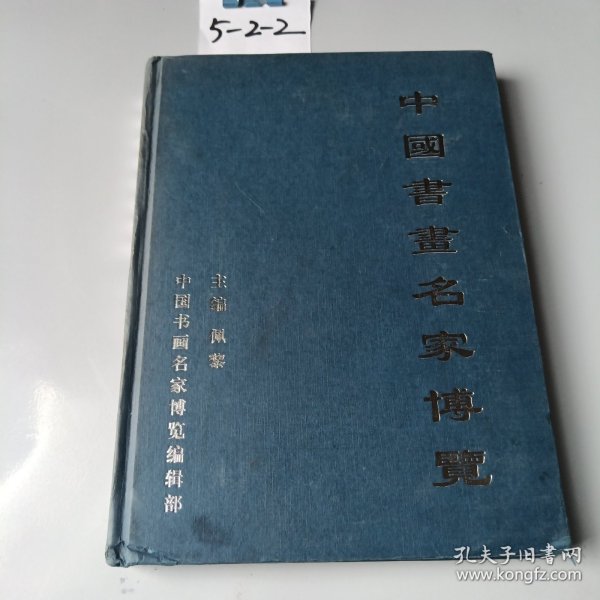 5-2-2
中國書畫名家博覽
主编 佩黎
中国书画名家博览编辑部
孔夫子旧书网
www.kongfz.com